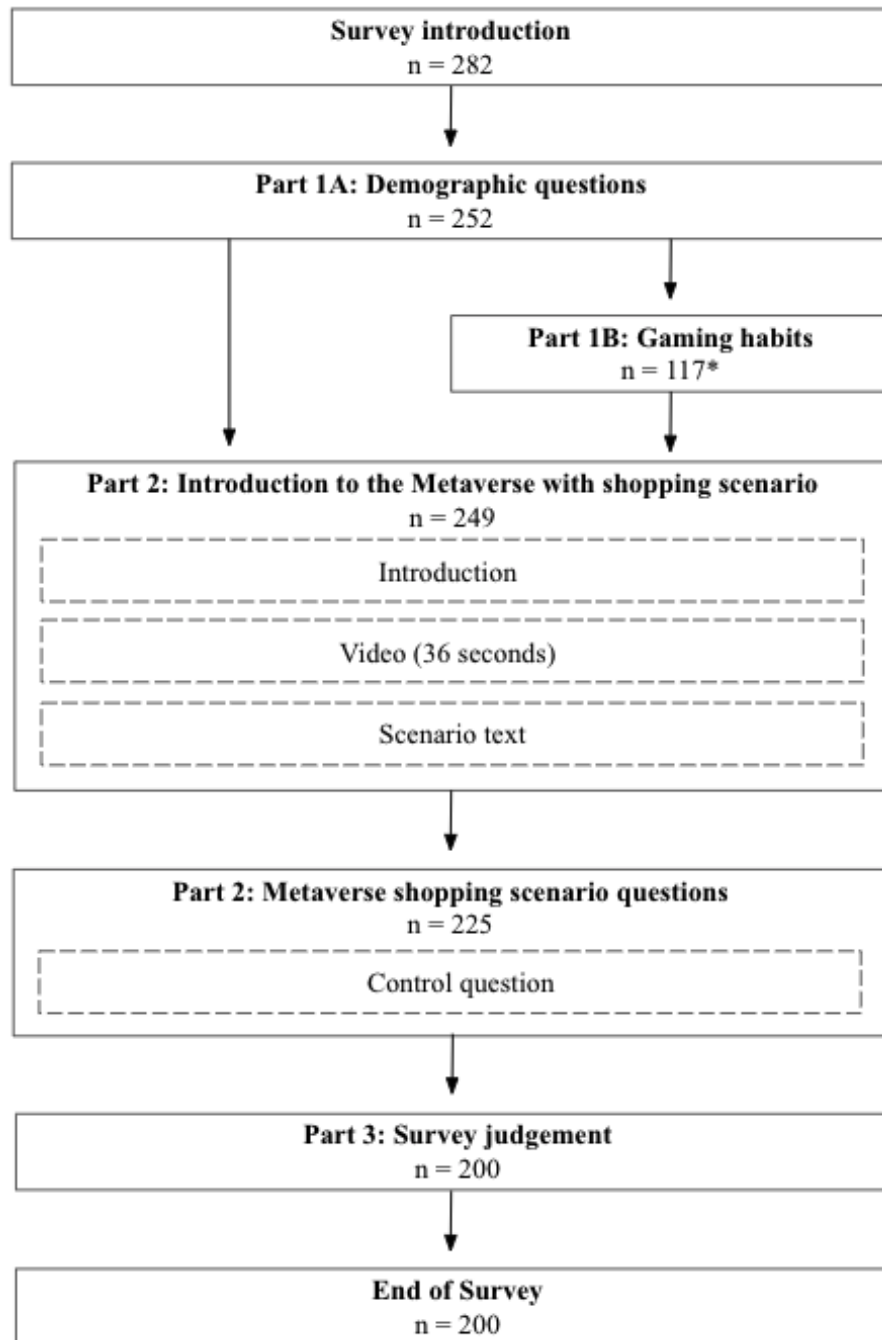 Survey introduction
n = 282
Part 1A: Demographic questions
n = 252
Part 1B: Gaming habits
n = 117*
Part 2: Introduction to the Metaverse with shopping scenario
n = 249
Introduction
Video (36 seconds)
Scenario text
Part 2: Metaverse shopping scenario questions
n = 225
Control question
Part 3: Survey judgement
n = 200
End of Survey
n = 200